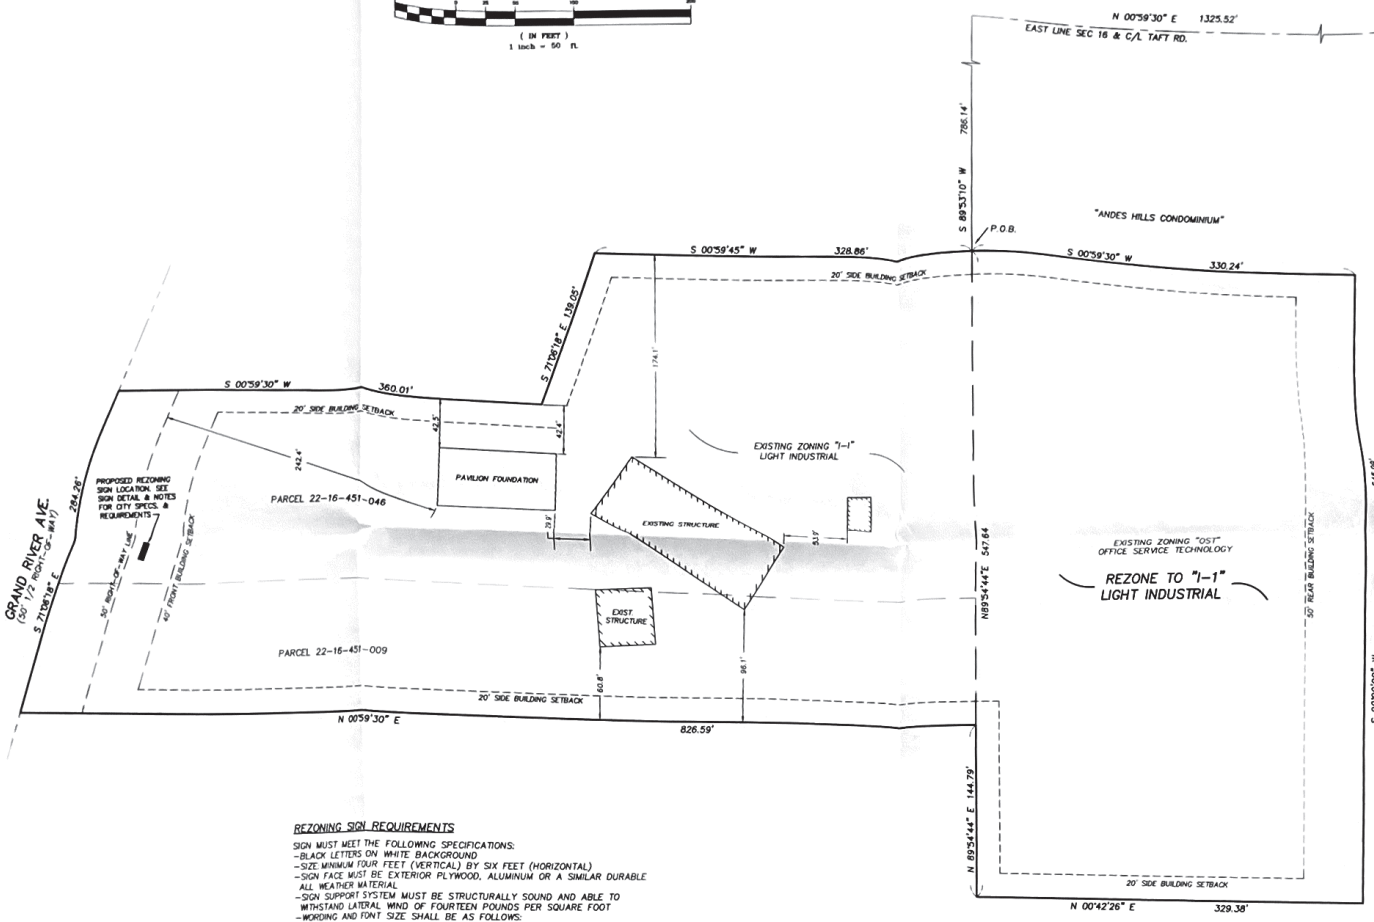 ( IN FEET )
1 inch = 50 ft.
N 00°59'30" E 1325.52'
EAST LINE SEC 16 & C/L TAFT RD.
S 89°53'10" W 786.14'
P.O.B.
"ANDES HILLS CONDOMINIUM"
S 00°59'45" W 328.86'
S 00°59'30" W 330.24'
20' SIDE BUILDING SETBACK
S 71°06'18" E 139.05'
174.1'
S 00°59'30" W 360.01'
20' SIDE BUILDING SETBACK
42.5'
42.4'
242.4'
EXISTING ZONING "I-1"
LIGHT INDUSTRIAL
PAVILION FOUNDATION
PROPOSED REZONING
SIGN LOCATION. SEE
SIGN DETAIL & NOTES
FOR CITY SPECS. &
REQUIREMENTS
PARCEL 22-16-451-046
284.26'
GRAND RIVER AVE.
(50' 1/2 RIGHT-OF-WAY)
S 71°06'18" E
50' RIGHT-OF-WAY LINE
40' FRONT BUILDING SETBACK
29.9'
EXISTING STRUCTURE
53.9'
N89°54'44"E 547.64
EXISTING ZONING "OST"
OFFICE SERVICE TECHNOLOGY
REZONE TO "I-1"
LIGHT INDUSTRIAL
50' REAR BUILDING SETBACK
EXIST.
STRUCTURE
PARCEL 22-16-451-009
60.8'
96.1'
20' SIDE BUILDING SETBACK
N 00°59'30" E
826.59'
N 89°54'44" E 144.79'
20' SIDE BUILDING SETBACK
N 00°42'26" E 329.38'
REZONING SIGN REQUIREMENTS
SIGN MUST MEET THE FOLLOWING SPECIFICATIONS:
-BLACK LETTERS ON WHITE BACKGROUND
-SIZE MINIMUM FOUR FEET (VERTICAL) BY SIX FEET (HORIZONTAL)
-SIGN FACE MUST BE EXTERIOR PLYWOOD, ALUMINUM OR A SIMILAR DURABLE
ALL WEATHER MATERIAL
-SIGN SUPPORT SYSTEM MUST BE STRUCTURALLY SOUND AND ABLE TO
WITHSTAND LATERAL WIND OF FOURTEEN POUNDS PER SQUARE FOOT
-WORDING AND FONT SIZE SHALL BE AS FOLLOWS: